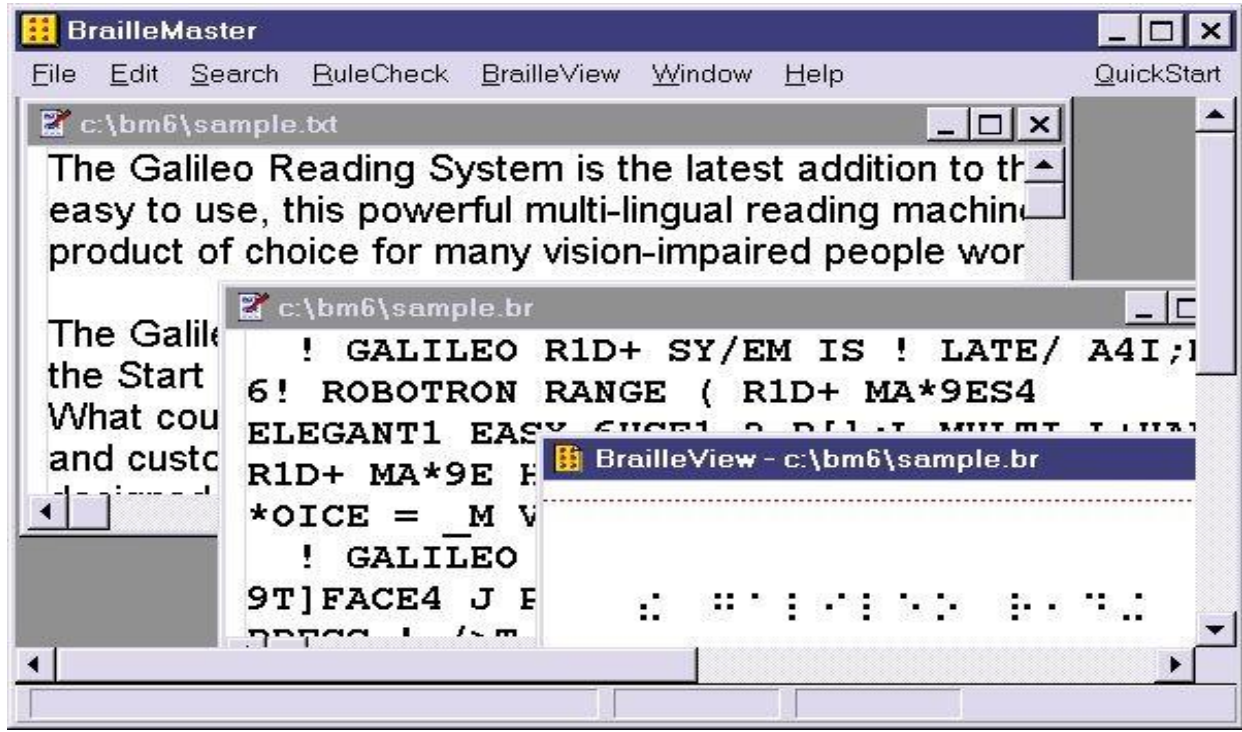 BrailleMaster
File Edit Search RuleCheck BrailleView Window Help QuickStart
c:\bm6\sample.txt
The Galileo Reading System is the latest addition to th
easy to use, this powerful multi-lingual reading machine
product of choice for many vision-impaired people wor
The Galile
the Start
What cou
and custo
c:\bm6\sample.br
! GALILEO R1D+ SY/EM IS ! LATE/ A4I;
6! ROBOTRON RANGE ( R1D+ MA*9ES4
ELEGANT1 EASY 6USE1
R1D+ MA*9E H
*OICE = _M V
! GALILEO
9T]FACE4 J
BrailleView - c:\bm6\sample.br
⠮ ⠛⠁⠇⠊⠇⠑⠕ ⠗⠂⠙⠬